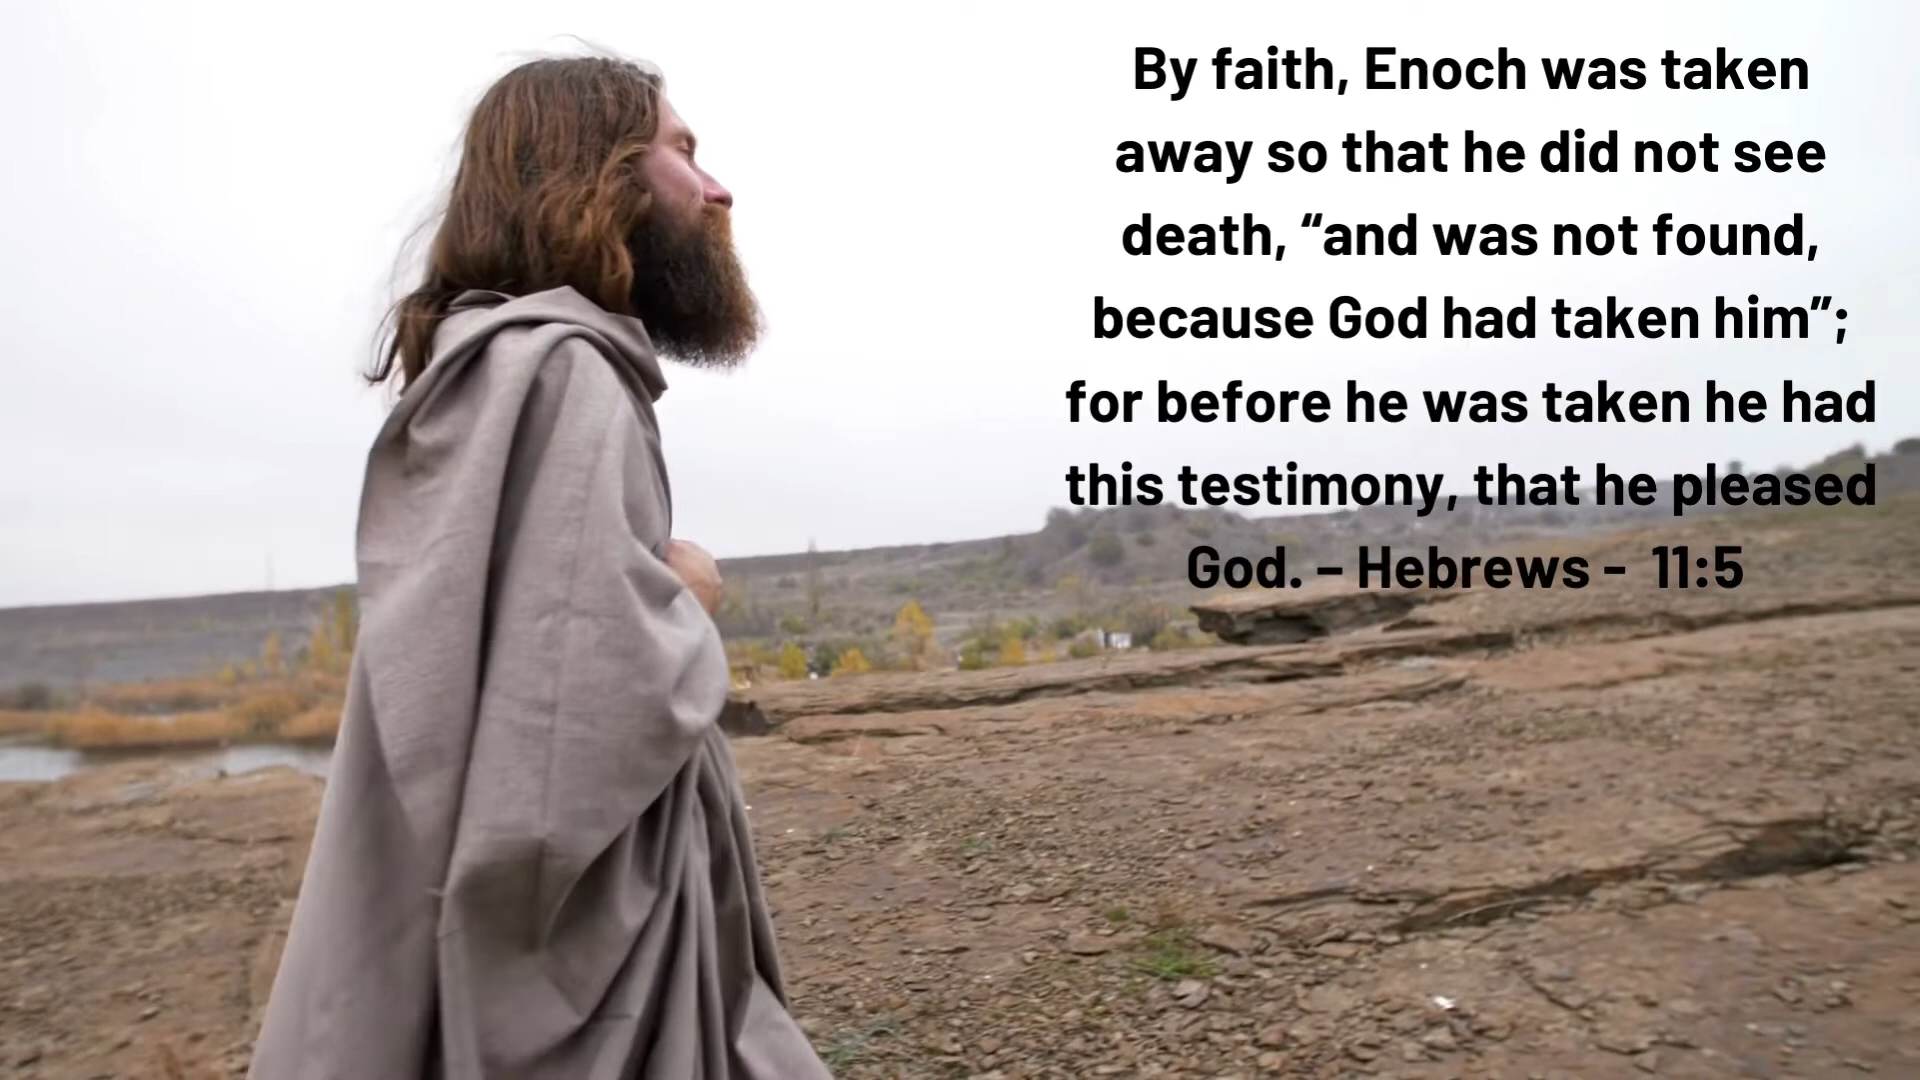 By faith, Enoch was taken
away so that he did not see
death, “and was not found,
because God had taken him”;
for before he was taken he had
this testimony, that he pleased
God. – Hebrews -  11:5